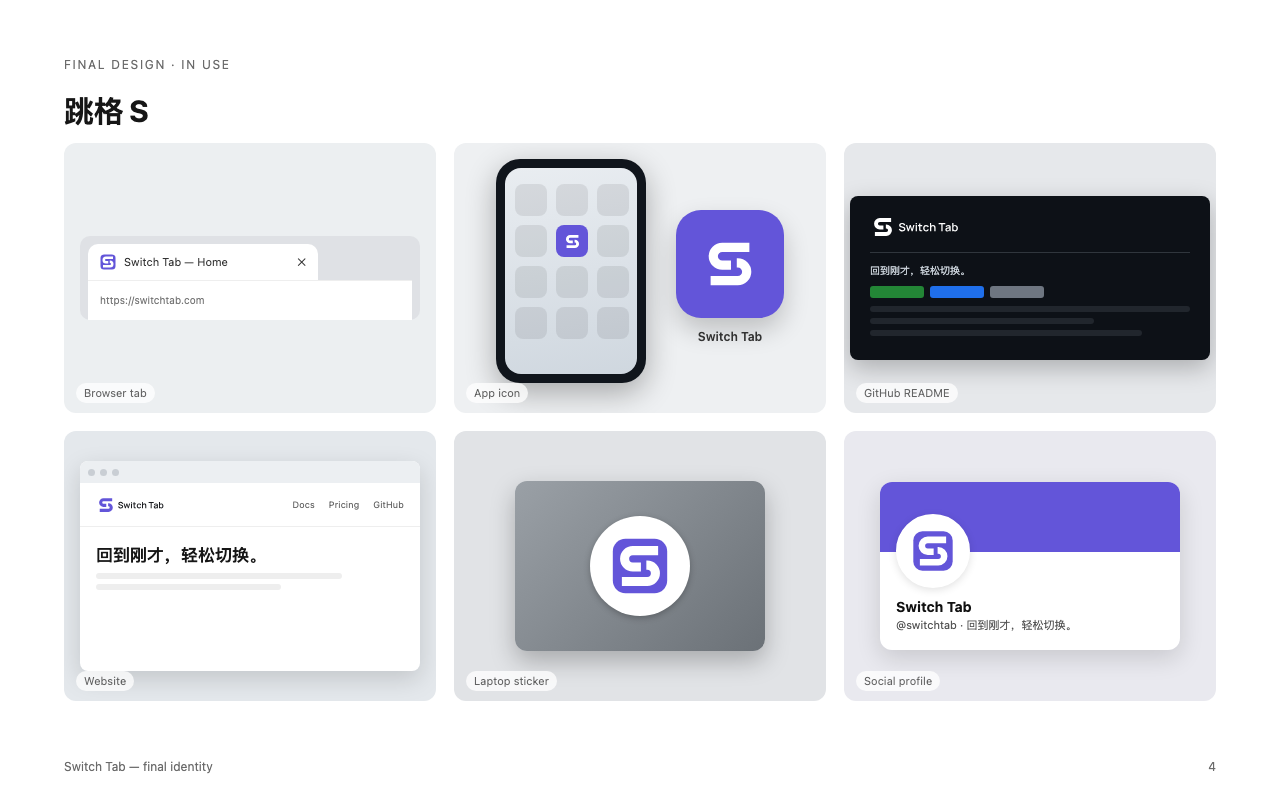 FINAL DESIGN · IN USE
跳格 S
Switch Tab — Home
https://switchtab.com
Browser tab
Switch Tab
App icon
Switch Tab
回到刚才，轻松切换。
GitHub README
Switch Tab
Docs Pricing GitHub
回到刚才，轻松切换。
Website
Laptop sticker
Switch Tab
@switchtab · 回到刚才，轻松切换。
Social profile
Switch Tab — final identity
4